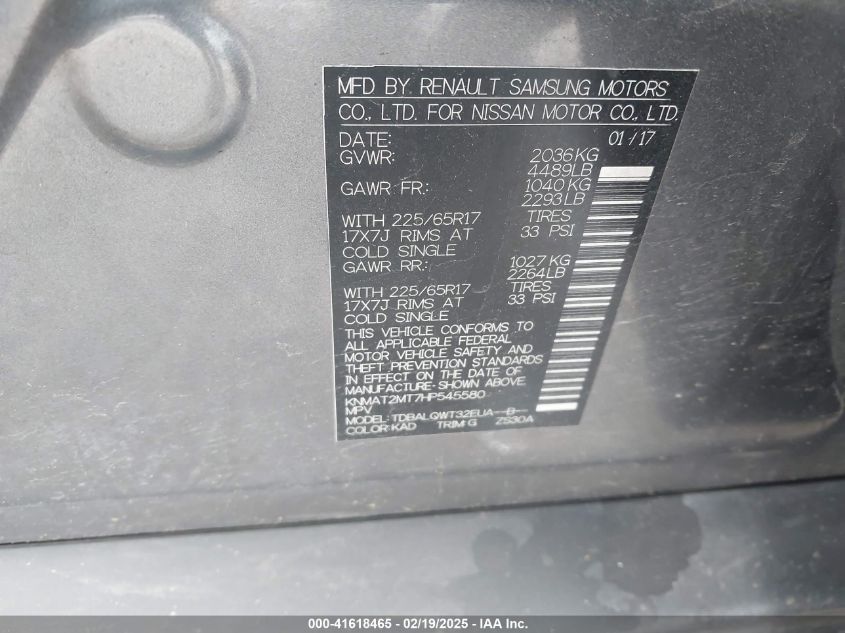 MFD BY. RENAULT SAMSUNG MOTORS
CO., LTD. FOR NISSAN MOTOR CO., LTD.
DATE: 01/17
GVWR: 2036KG
4489LB
GAWR FR.: 1040KG
2293LB
WITH 225/65R17 TIRES
17X7J RIMS AT 33 PSI
COLD SINGLE
GAWR RR.: 1027KG
2264LB
WITH 225/65R17 TIRES
17X7J RIMS AT 33 PSI
COLD SINGLE
THIS VEHICLE CONFORMS TO
ALL APPLICABLE FEDERAL
MOTOR VEHICLE SAFETY AND
THEFT PREVENTION STANDARDS
IN EFFECT ON THE DATE OF
MANUFACTURE SHOWN ABOVE.
KNMAT2MT7HP545580
MPV
MODEL: TDBALQWT32EUA--B--
COLOR:KAD TRIM:G ZS30A
000-41618465 - 02/19/2025 - IAA Inc.